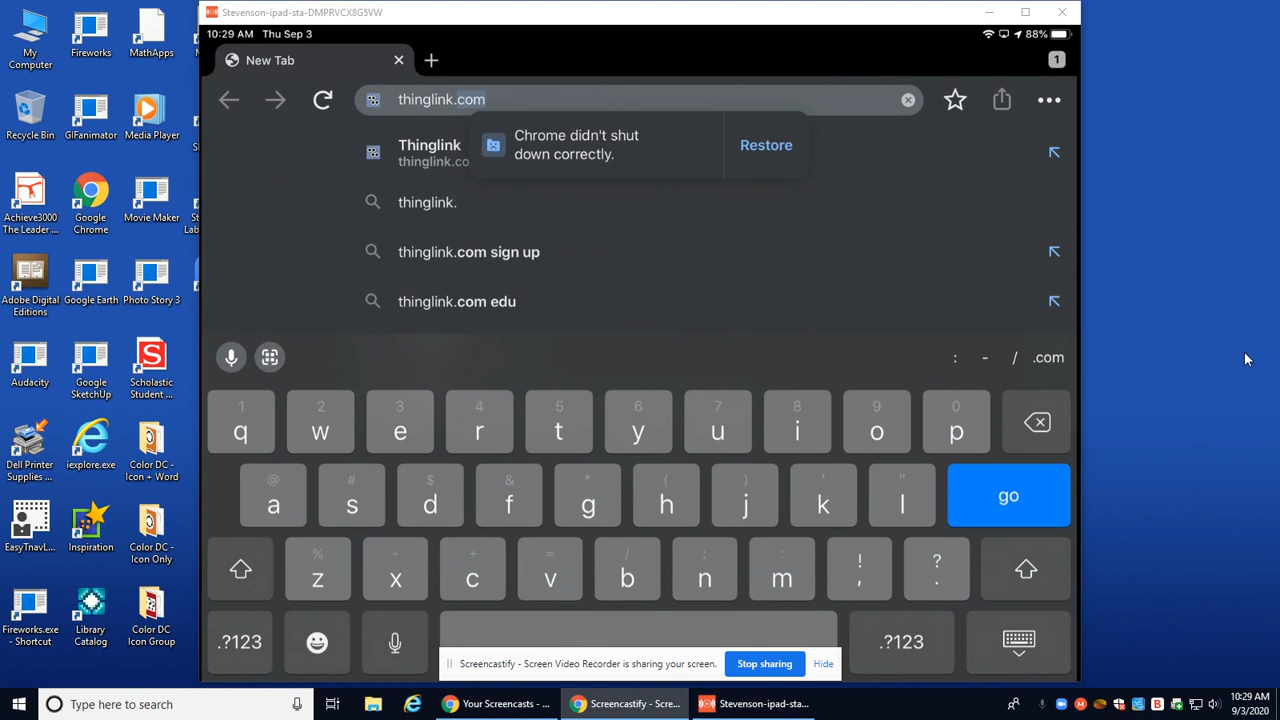 Stevenson-ipad-sta-DMPRVCX8G5VW
10:29 AM Thu Sep 3
88%
New Tab
1
thinglink.com
Chrome didn't shut
down correctly.
Restore
Thinglink
thinglink.co
thinglink.
thinglink.com sign up
thinglink.com edu
: - / .com
1 2 3 4 5 6 7 8 9 0
q w e r t y u i o p
@ # $ & * ( ) ' "
a s d f g h j k l go
% - + = / ; : ! ?
z x c v b n m , .
.?123 .?123
Screencastify - Screen Video Recorder is sharing your screen. Stop sharing Hide
My
Computer
Fireworks
MathApps
Recycle Bin
GIFanimator
Media Player
Achieve3000
The Leader ...
Google
Chrome
Movie Maker
Adobe Digital
Editions
Google Earth
Photo Story 3
Audacity
Google
SketchUp
Scholastic
Student ...
Dell Printer
Supplies ...
iexplore.exe
Color DC -
Icon + Word
EasyTnavL...
Inspiration
Color DC -
Icon Only
Fireworks.exe
- Shortcut
Library
Catalog
Color DC
Icon Group
Type here to search
Your Screencasts - ...
Screencastify - Scre...
Stevenson-ipad-sta...
10:29 AM
9/3/2020